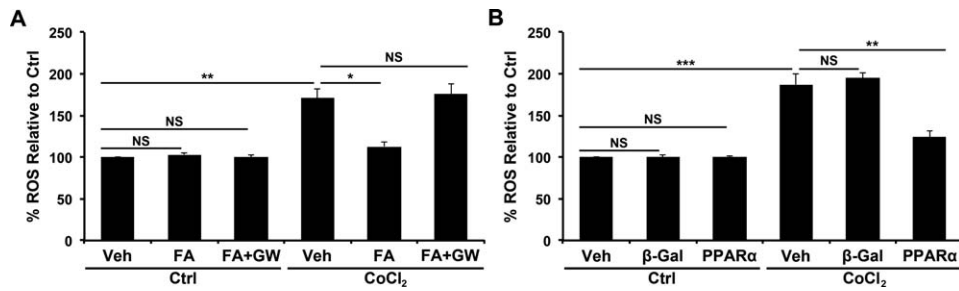 A
% ROS Relative to Ctrl
250
200
150
100
50
0
NS
** *
NS
NS
Veh FA FA+GW Veh FA FA+GW
Ctrl CoCl₂
B
% ROS Relative to Ctrl
250
200
150
100
50
0
**
*** NS
NS
NS
Veh β-Gal PPARα Veh β-Gal PPARα
Ctrl CoCl₂